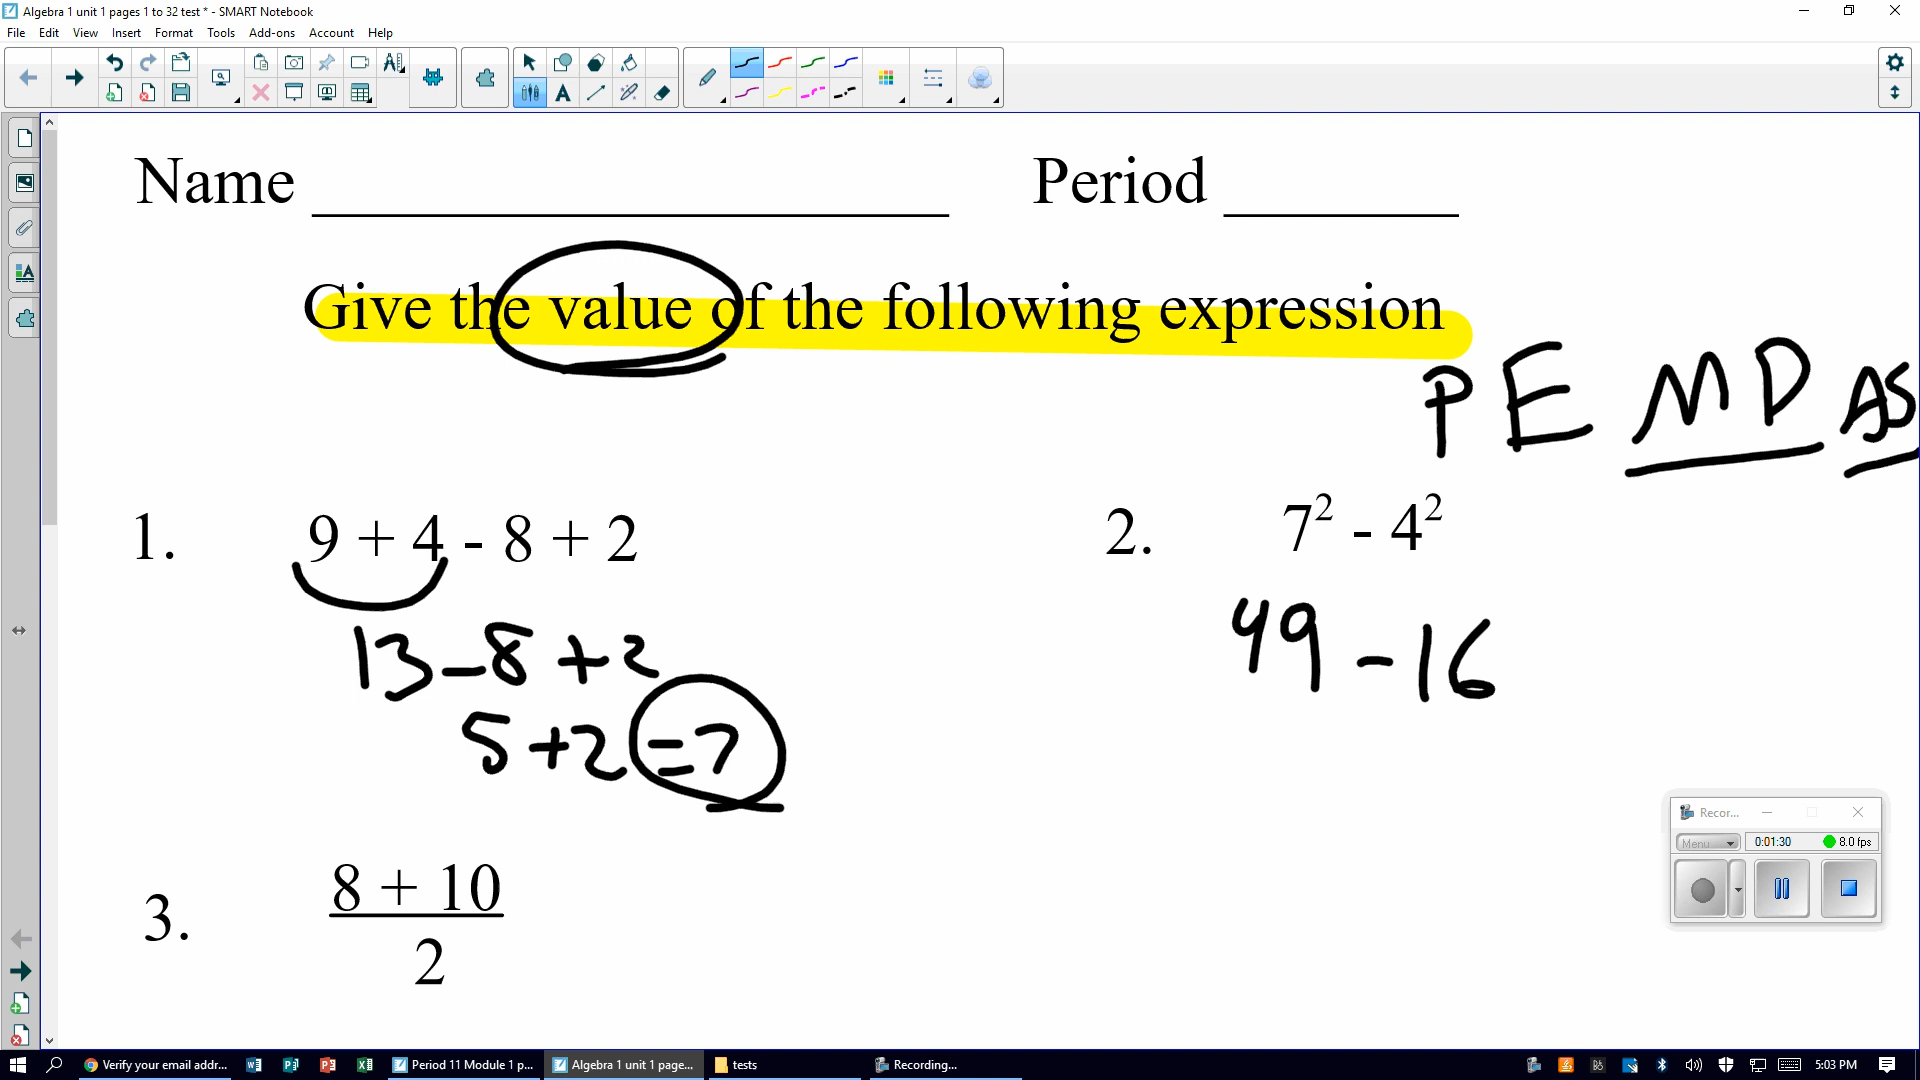 Algebra 1 unit 1 pages 1 to 32 test * - SMART Notebook
File Edit View Insert Format Tools Add-ons Account Help
Name ____________________ Period ________
Give the value of the following expression
P E M D A S
1. 9 + 4 - 8 + 2
2. 7² - 4²
13 - 8 + 2
49 - 16
5 + 2 = 7
3. 8 + 10
2
Recor...
Menu 0:01:30 8.0 fps
Verify your email addr... Period 11 Module 1 p... Algebra 1 unit 1 page... tests Recording... 5:03 PM